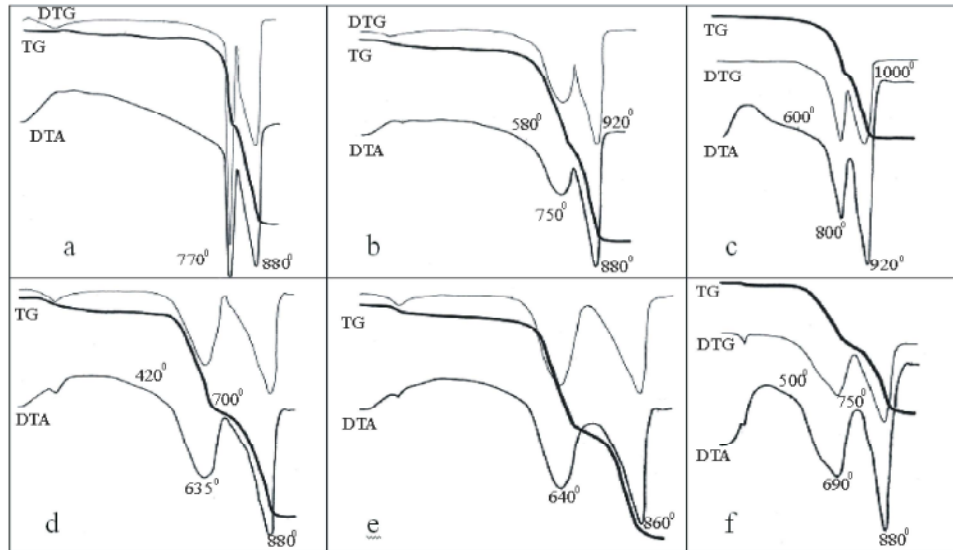 DTG
TG
DTA
770⁰
880⁰
a
DTG
TG
DTA
580⁰
920⁰
750⁰
880⁰
b
TG
DTG
1000⁰
600⁰
DTA
800⁰
920⁰
c
TG
420⁰
700⁰
DTA
635⁰
880⁰
d
TG
DTA
640⁰
860⁰
e
TG
DTG
500⁰
750⁰
DTA
690⁰
880⁰
f